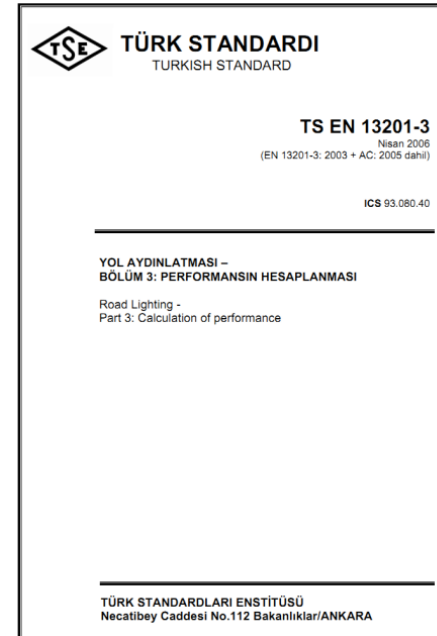 TSE
TÜRK STANDARDI
TURKISH STANDARD
TS EN 13201-3
Nisan 2006
(EN 13201-3: 2003 + AC: 2005 dahil)
ICS 93.080.40
YOL AYDINLATMASI –
BÖLÜM 3: PERFORMANSIN HESAPLANMASI
Road Lighting -
Part 3: Calculation of performance
TÜRK STANDARDLARI ENSTİTÜSÜ
Necatibey Caddesi No.112 Bakanlıklar/ANKARA